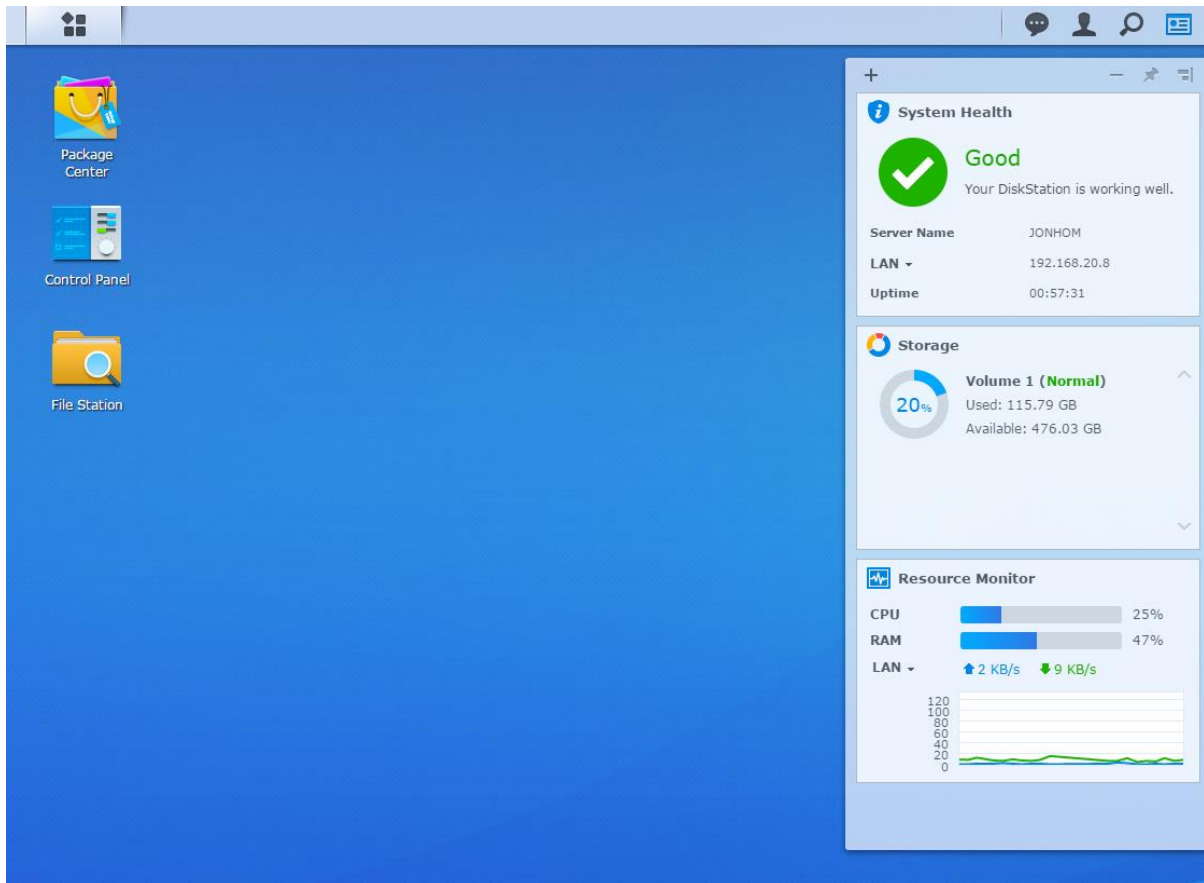 Package
Center
Control Panel
File Station
System Health
Good
Your DiskStation is working well.
Server Name JONHOM
LAN 192.168.20.8
Uptime 00:57:31
Storage
20%
Volume 1 (Normal)
Used: 115.79 GB
Available: 476.03 GB
Resource Monitor
CPU 25%
RAM 47%
LAN 2 KB/s 9 KB/s
120
100
80
60
40
20
0